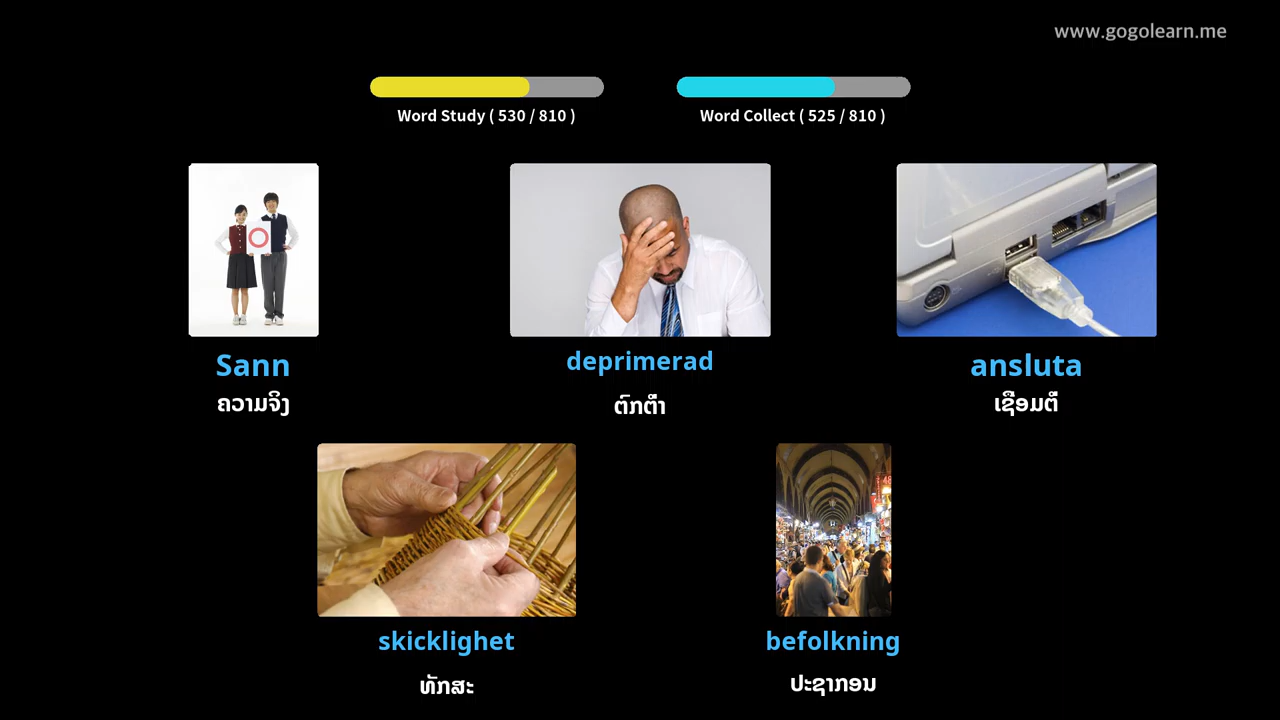 www.gogolearn.me
Word Study ( 530 / 810 )
Word Collect ( 525 / 810 )
Sann
ຄວາມຈິງ
deprimerad
ຕົກຕໍ່າ
ansluta
ເຊື່ອມຕໍ່
skicklighet
ທັກສະ
befolkning
ປະຊາກອນ